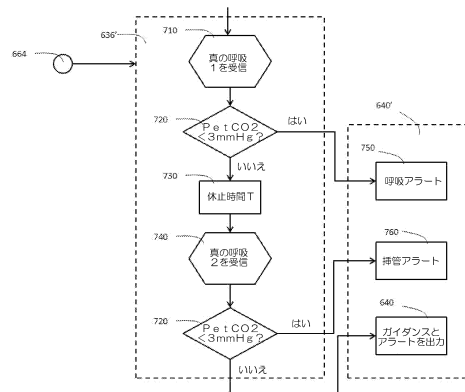 664
636’
710
真の呼吸
1を受信
720
PetCO2
<3mmHg?
はい
いいえ
730
休止時間T
740
真の呼吸
2を受信
720
PetCO2
<3mmHg?
はい
いいえ
640’
750
呼吸アラート
760
挿管アラート
640
ガイダンスと
アラートを出力